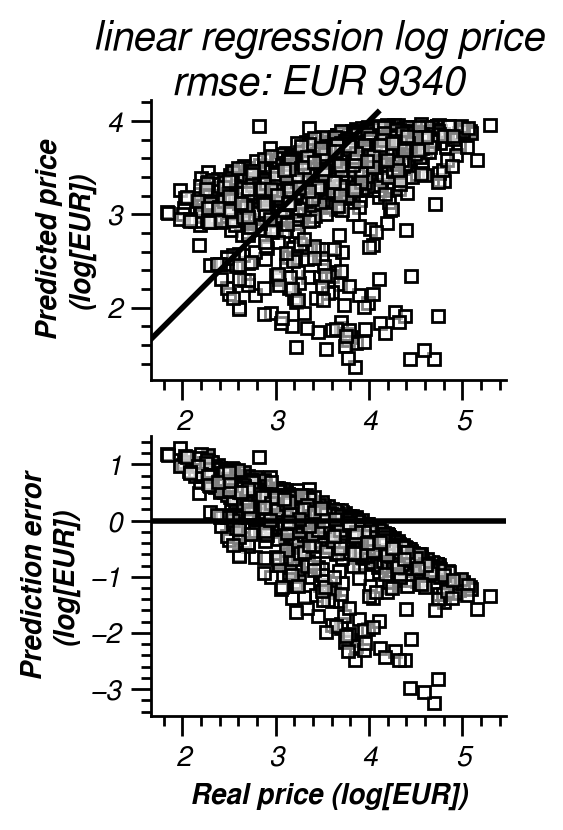 linear regression log price
rmse: EUR 9340
4
3
2
Predicted price
(log[EUR])
2 3 4 5
1
0
−1
−2
−3
Prediction error
(log[EUR])
2 3 4 5
Real price (log[EUR])